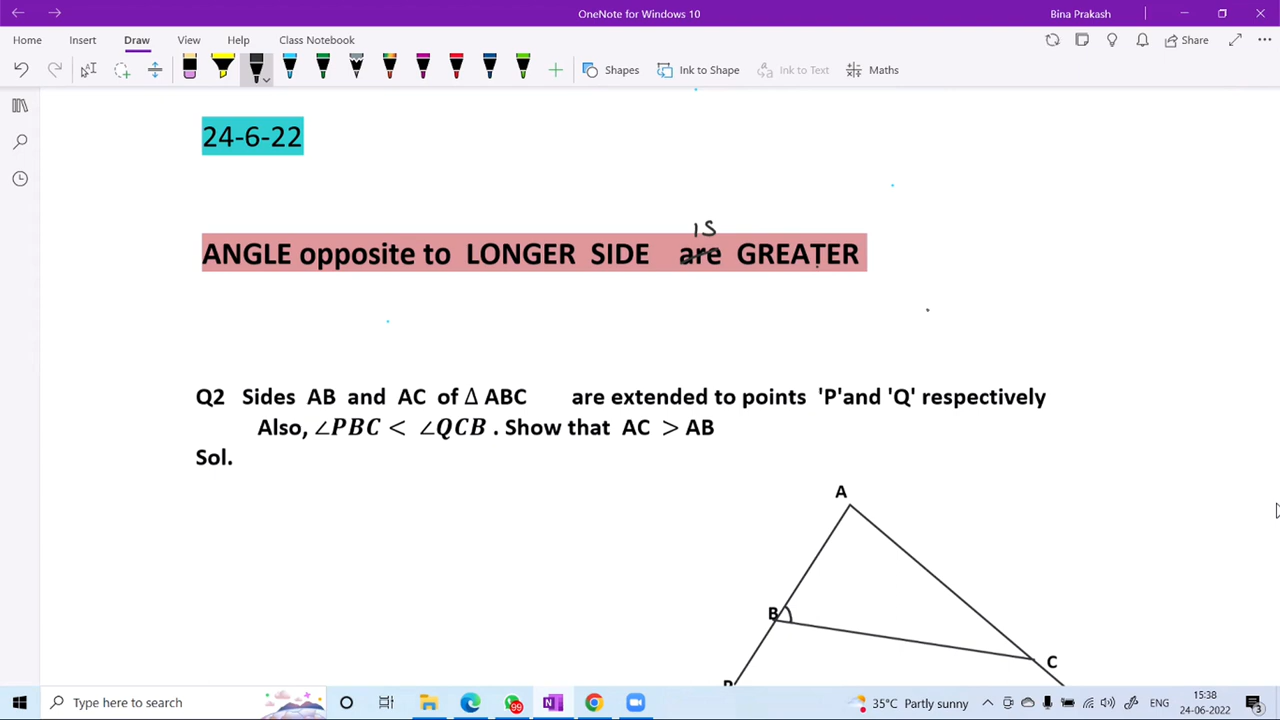 OneNote for Windows 10
Bina Prakash
Home Insert Draw View Help Class Notebook
Share
Shapes Ink to Shape Ink to Text Maths
24-6-22
is
ANGLE opposite to LONGER SIDE are GREATER
Q2 Sides AB and AC of Δ ABC are extended to points 'P'and 'Q' respectively
Also, ∠PBC < ∠QCB . Show that AC > AB
Sol.
A
B
C
P
Type here to search
99
35°C Partly sunny
ENG
15:38
24-06-2022
3